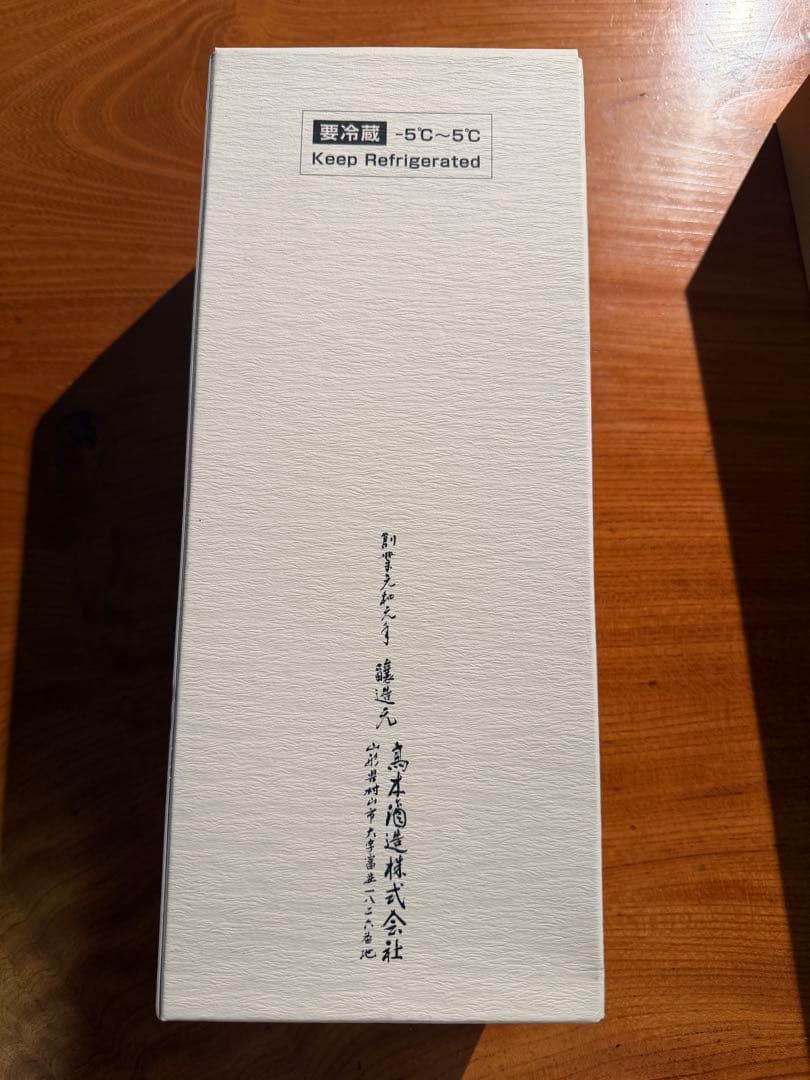 要冷蔵 -5℃~5℃
Keep Refrigerated
創業元和元年 醸造元
高木酒造株式会社
山形県村山市大字富並一八二六番地